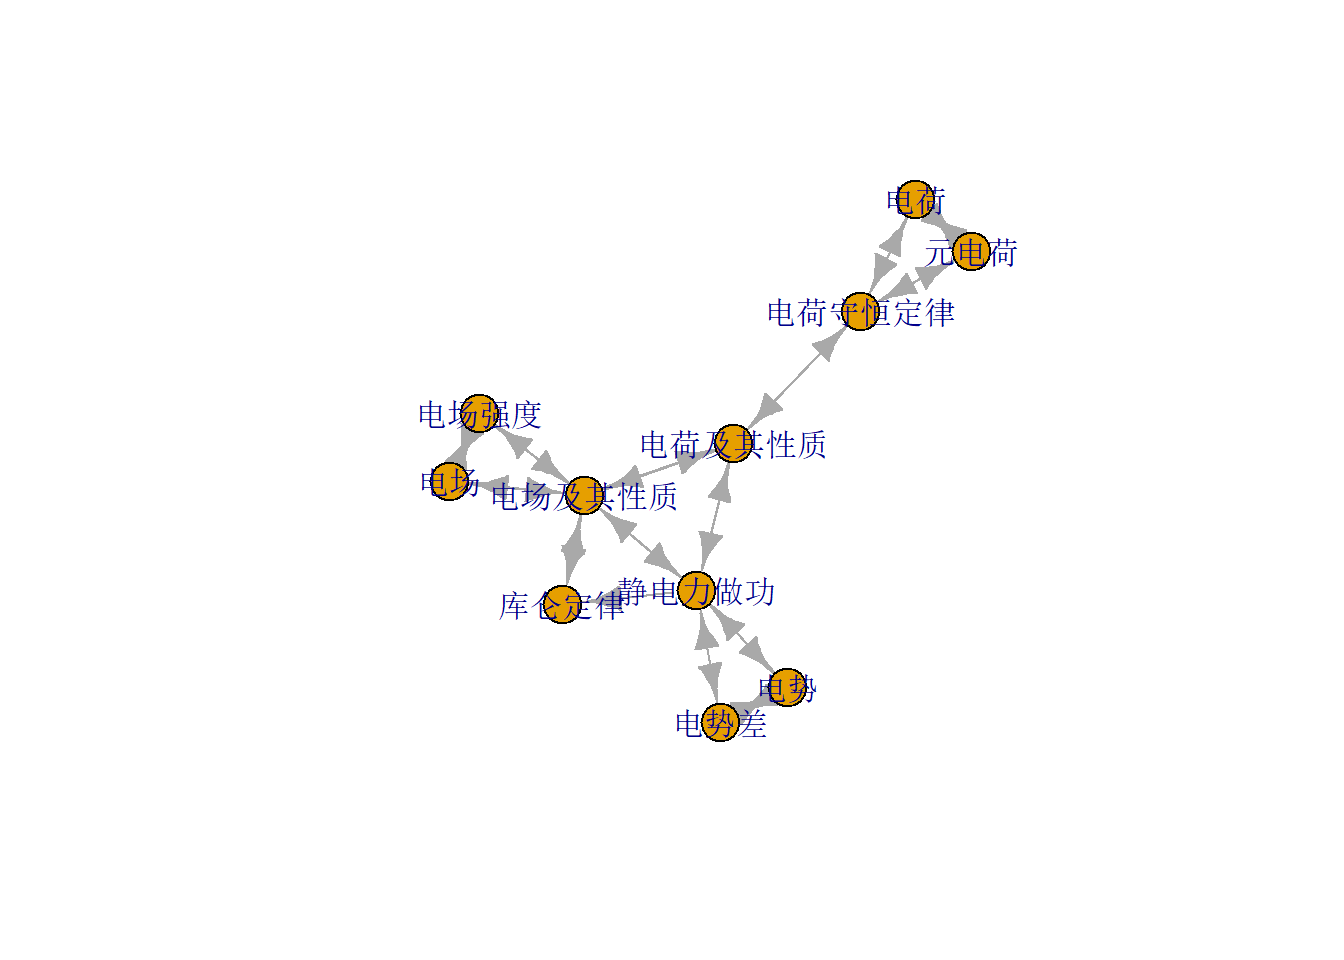 电荷
元电荷
电荷守恒定律
电场强度
电荷及其性质
电场
电场及其性质
静电力做功
库仑定律
电势
电势差